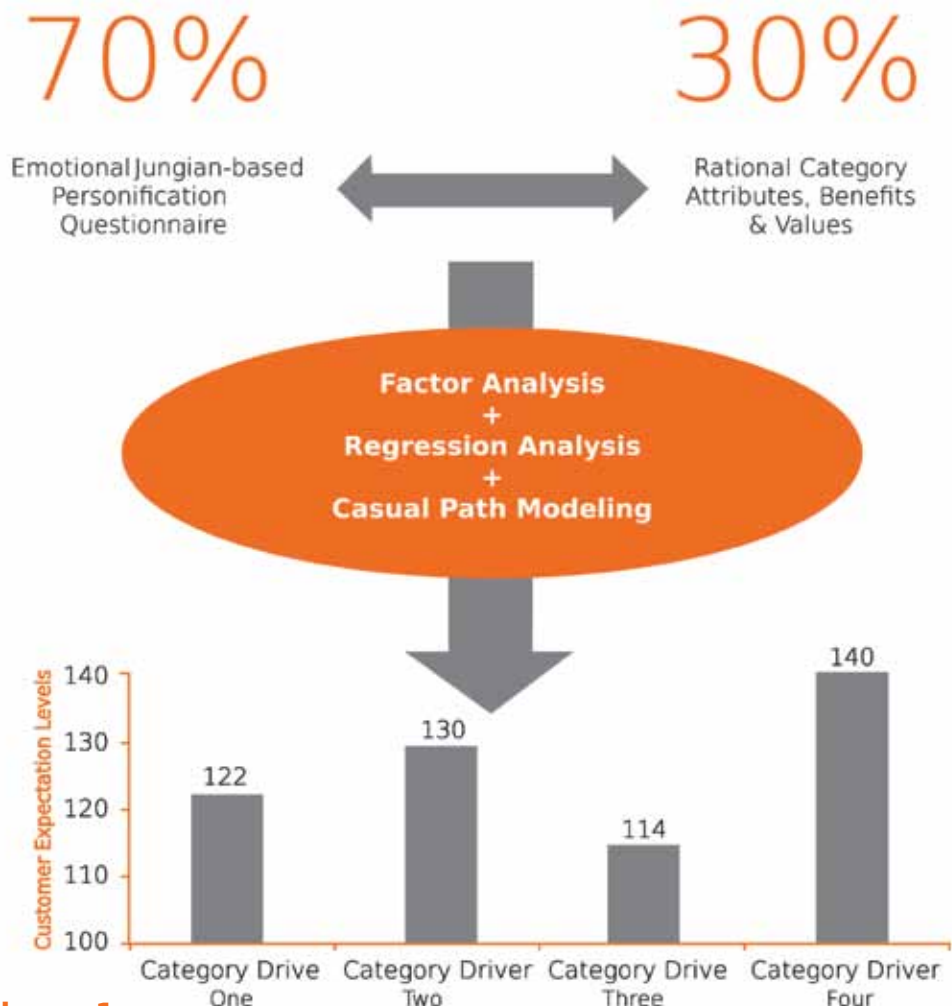 70%
30%
Emotional Jungian-based
Personification
Questionnaire
Rational Category
Attributes, Benefits
& Values
Factor Analysis
+
Regression Analysis
+
Casual Path Modeling
Customer Expectation Levels
140
130
120
110
100
122
130
114
140
Category Drive
One
Category Driver
Two
Category Drive
Three
Category Driver
Four